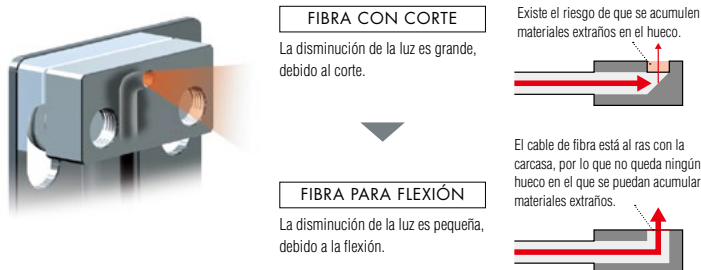 FIBRA CON CORTE
La disminución de la luz es grande,
debido al corte.
Existe el riesgo de que se acumulen
materiales extraños en el hueco.
FIBRA PARA FLEXIÓN
La disminución de la luz es pequeña,
debido a la flexión.
El cable de fibra está al ras con la
carcasa, por lo que no queda ningún
hueco en el que se puedan acumular
materiales extraños.